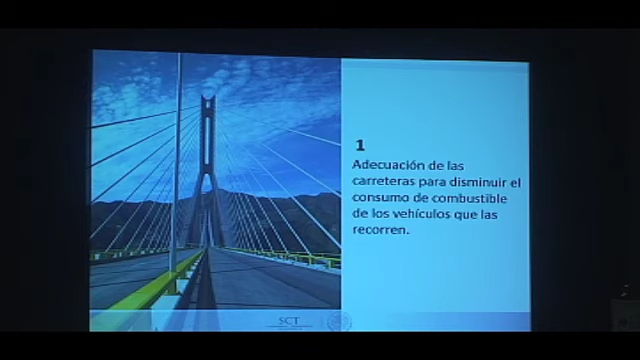 1
Adecuación de las
carreteras para disminuir el
consumo de combustible
de los vehículos que las
recorren.
SCT